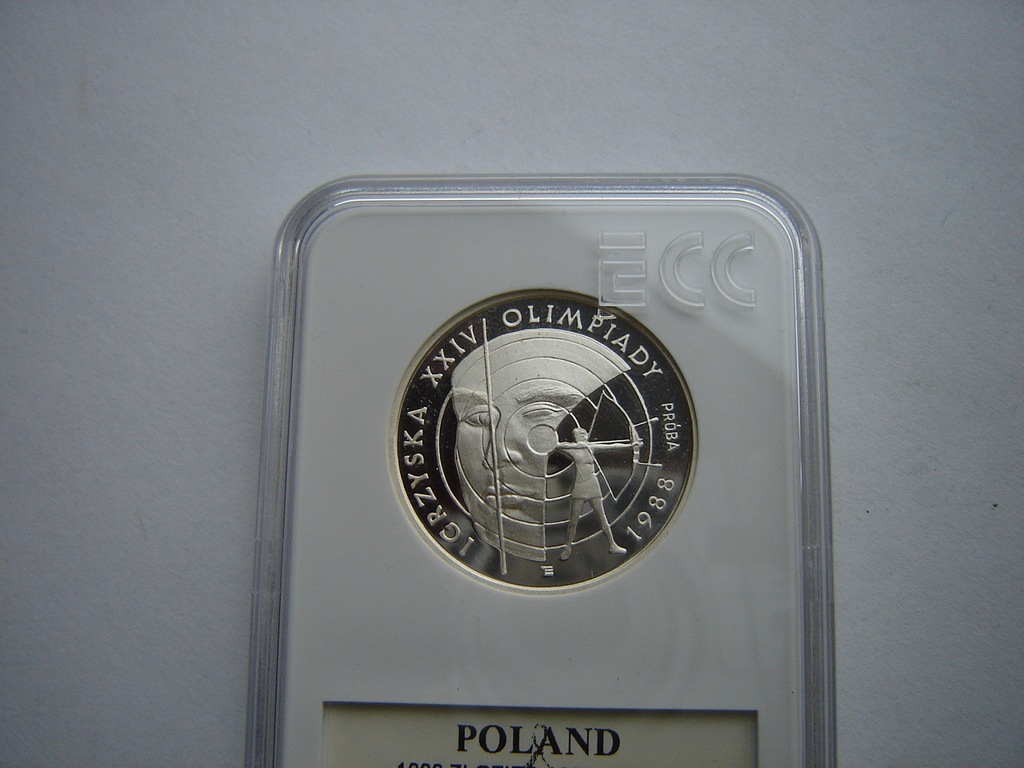 ECC
IGRZYSKA XXIV OLIMPIADY
PRÓBA
1988
POLAND